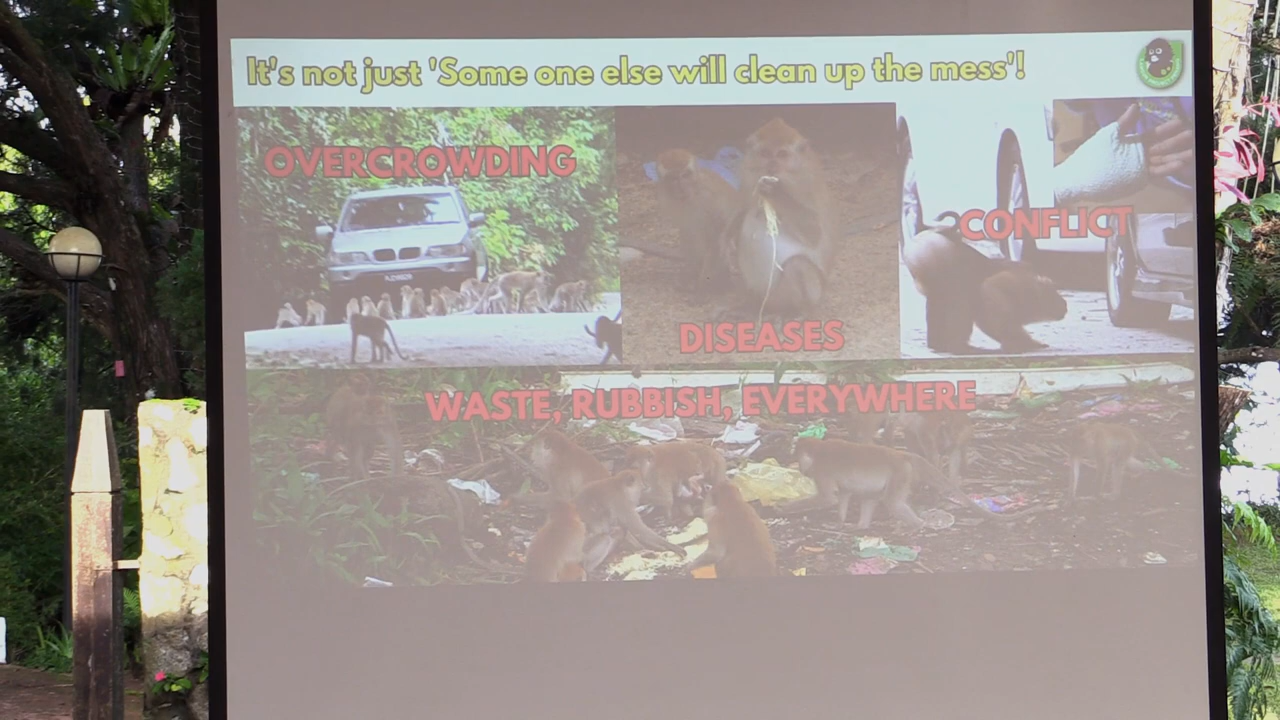 It's not just 'Some one else will clean up the mess'!
OVERCROWDING
CONFLICT
DISEASES
WASTE, RUBBISH, EVERYWHERE